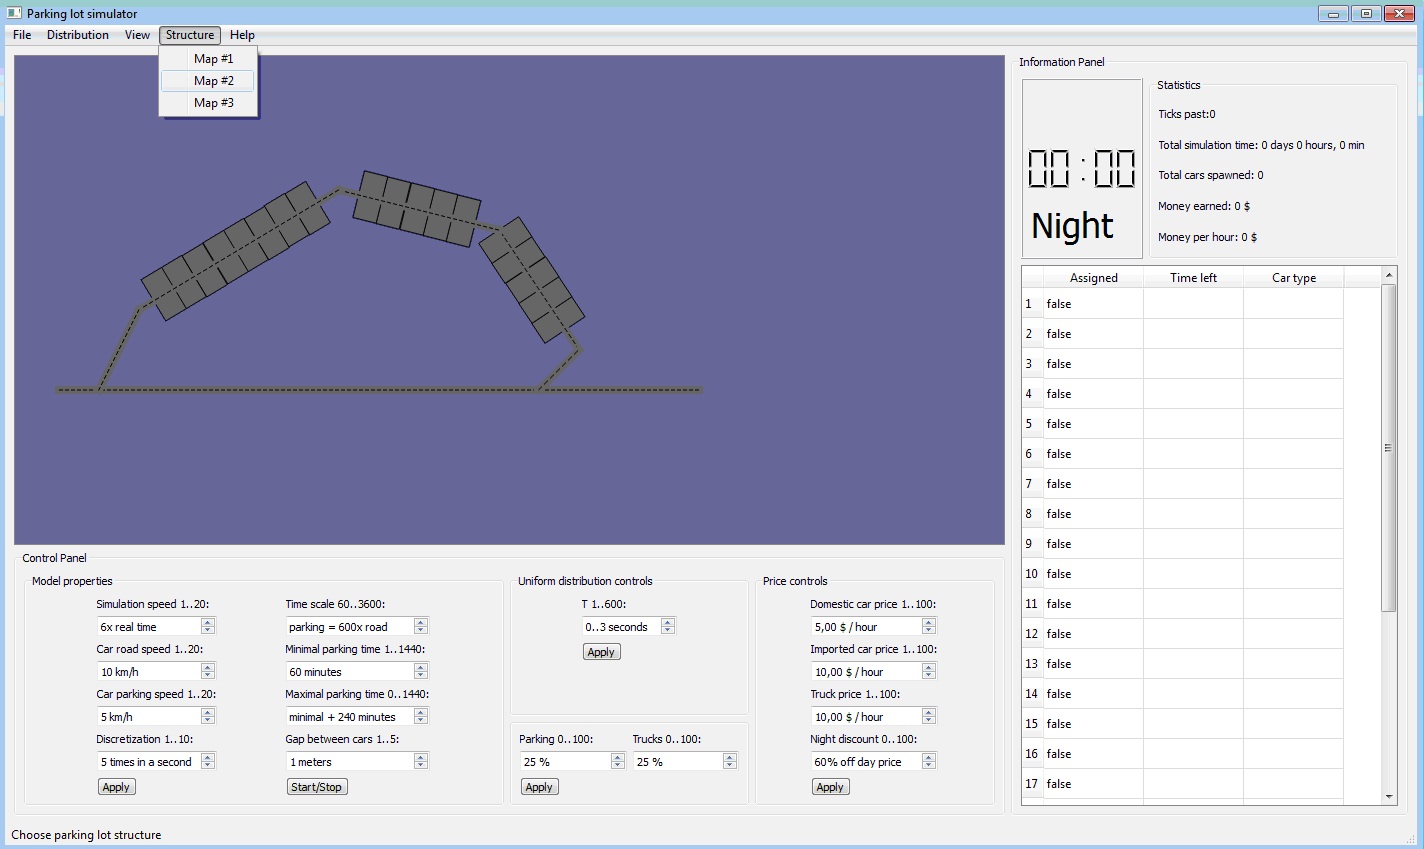 Parking lot simulator
File Distribution View Structure Help
Map #1
Map #2
Map #3
Information Panel
00:00
Night
Statistics
Ticks past:0
Total simulation time: 0 days 0 hours, 0 min
Total cars spawned: 0
Money earned: 0 $
Money per hour: 0 $
Assigned Time left Car type
1 false
2 false
3 false
4 false
5 false
6 false
7 false
8 false
9 false
10 false
11 false
12 false
13 false
14 false
15 false
16 false
17 false
Control Panel
Model properties
Simulation speed 1..20:
6x real time
Car road speed 1..20:
10 km/h
Car parking speed 1..20:
5 km/h
Discretization 1..10:
5 times in a second
Apply
Time scale 60..3600:
parking = 600x road
Minimal parking time 1..1440:
60 minutes
Maximal parking time 0..1440:
minimal + 240 minutes
Gap between cars 1..5:
1 meters
Start/Stop
Uniform distribution controls
T 1..600:
0..3 seconds
Apply
Parking 0..100: Trucks 0..100:
25 % 25 %
Apply
Price controls
Domestic car price 1..100:
5,00 $ / hour
Imported car price 1..100:
10,00 $ / hour
Truck price 1..100:
10,00 $ / hour
Night discount 0..100:
60% off day price
Apply
Choose parking lot structure